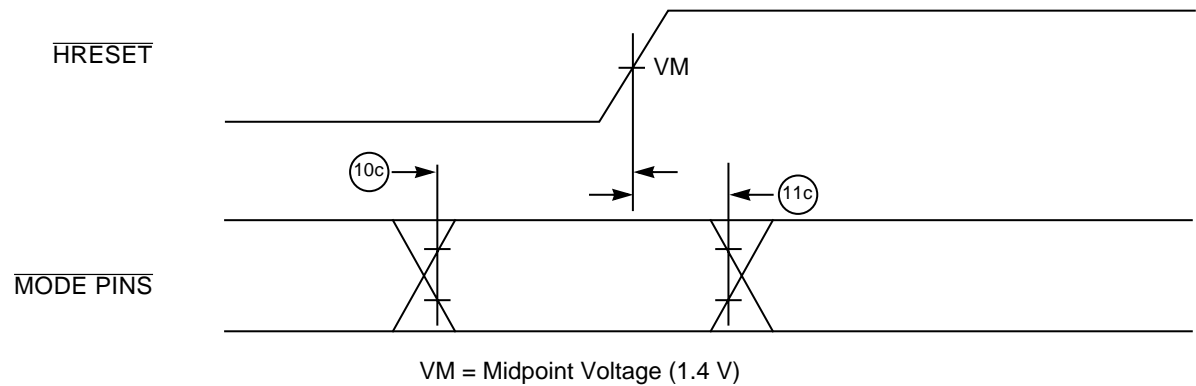 HRESET
VM
10c
11c
MODE PINS
VM = Midpoint Voltage (1.4 V)